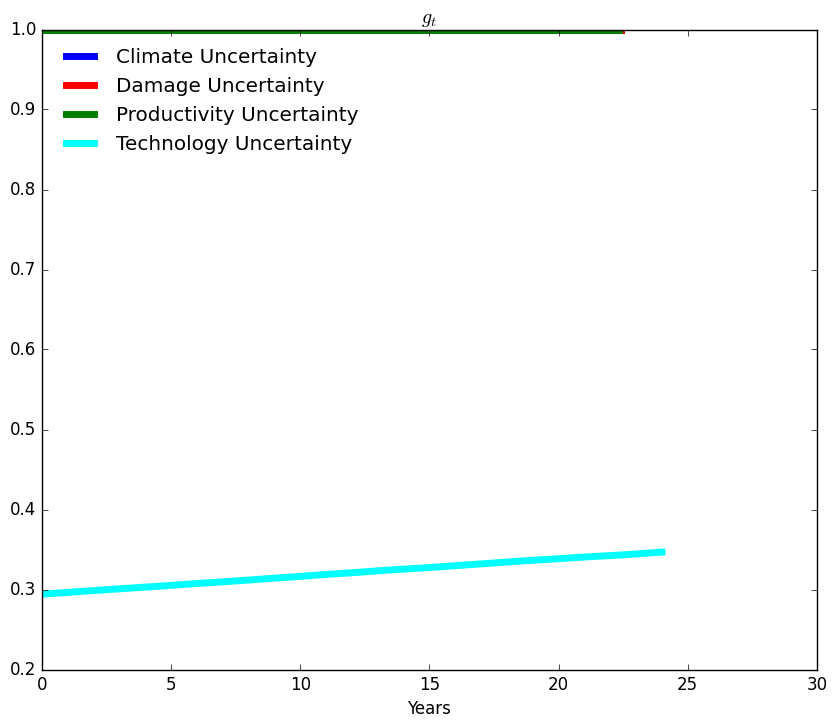 g_t
1.0
0.9
0.8
0.7
0.6
0.5
0.4
0.3
0.2
Climate Uncertainty
Damage Uncertainty
Productivity Uncertainty
Technology Uncertainty
0 5 10 15 20 25 30
Years